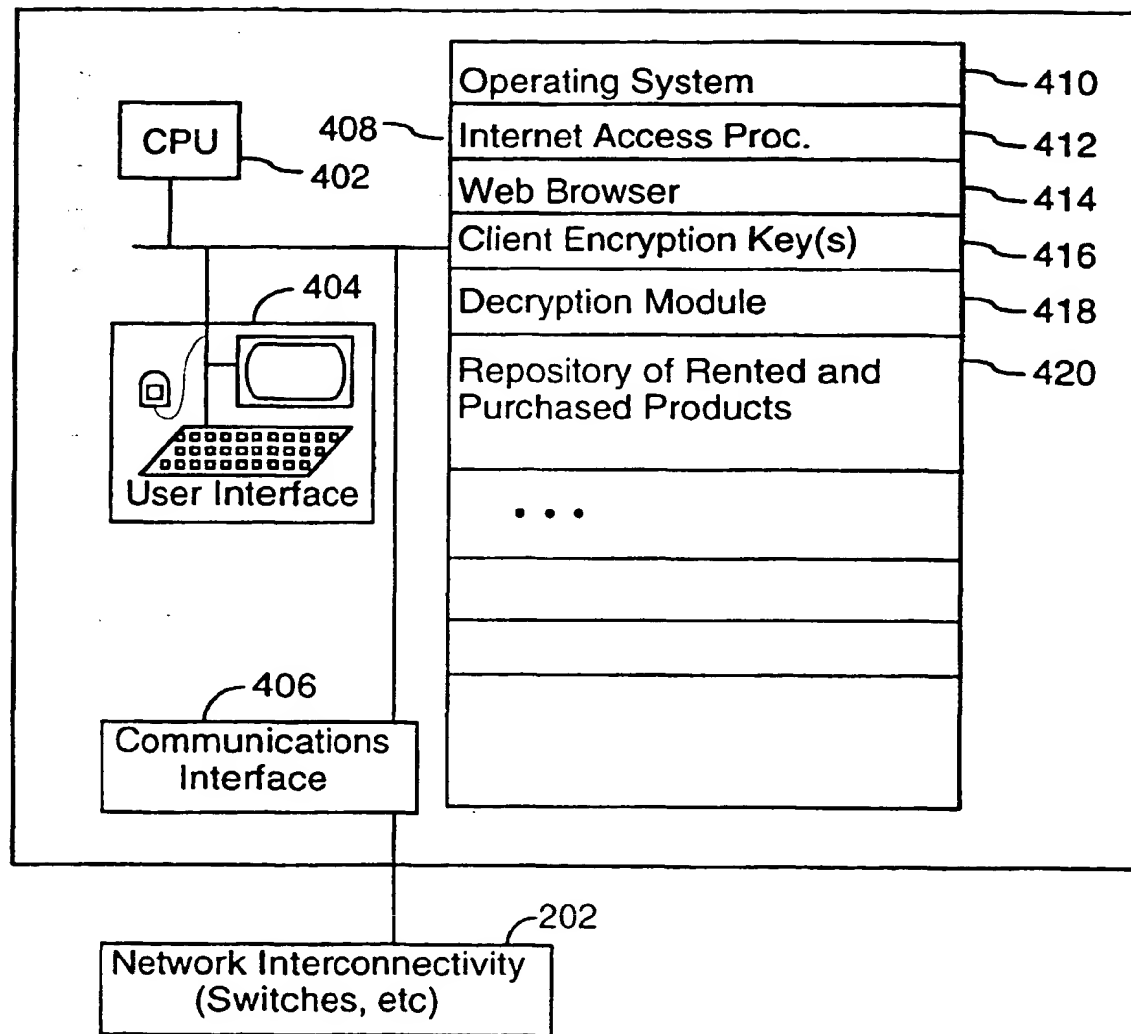 Operating System
410
CPU
402
408
Internet Access Proc.
412
Web Browser
414
Client Encryption Key(s)
416
404
Decryption Module
418
Repository of Rented and
Purchased Products
420
User Interface
• • •
406
Communications
Interface
202
Network Interconnectivity
(Switches, etc)